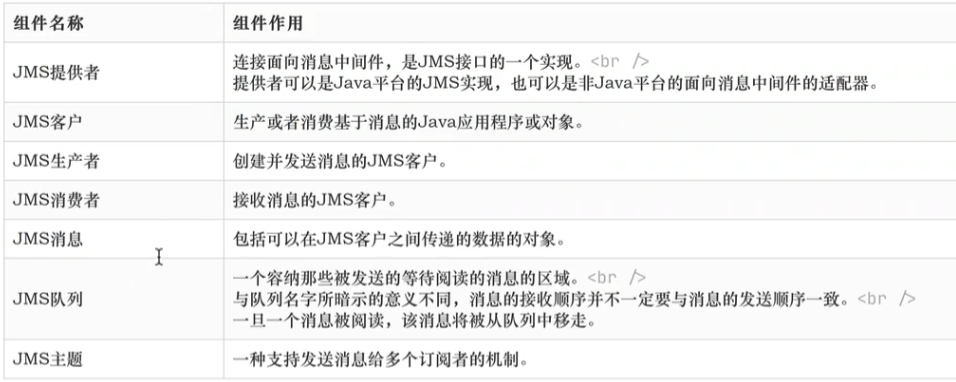 组件名称 组件作用
JMS提供者
连接面向消息中间件，是JMS接口的一个实现。<br />
提供者可以是Java平台的JMS实现，也可以是非Java平台的面向消息中间件的适配器。
JMS客户 生产或者消费基于消息的Java应用程序或对象。
JMS生产者 创建并发送消息的JMS客户。
JMS消费者 接收消息的JMS客户。
JMS消息 包括可以在JMS客户之间传递的数据的对象。
JMS队列
一个容纳那些被发送的等待阅读的消息的区域。<br />
与队列名字所暗示的意义不同，消息的接收顺序并不一定要与消息的发送顺序一致。<br />
一旦一个消息被阅读，该消息将被从队列中移走。
JMS主题 一种支持发送消息给多个订阅者的机制。